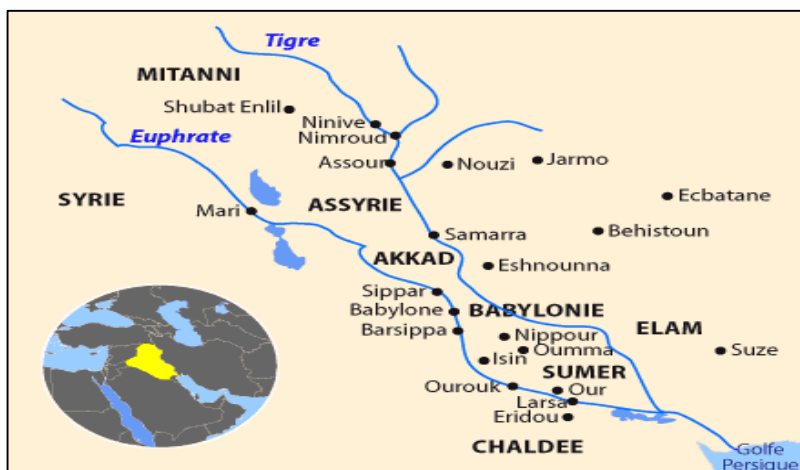 Tigre
MITANNI
Shubat Enlil
Ninive
Nimroud
Euphrate
Assour
Nouzi
Jarmo
SYRIE
Mari
ASSYRIE
Ecbatane
Samarra
Behistoun
AKKAD
Eshnounna
Sippar
Babylone
BABYLONIE
Barsippa
Nippour
ELAM
Oumma
Suze
Isin
SUMER
Ourouk
Our
Larsa
Eridou
CHALDEE
Golfe
Persique